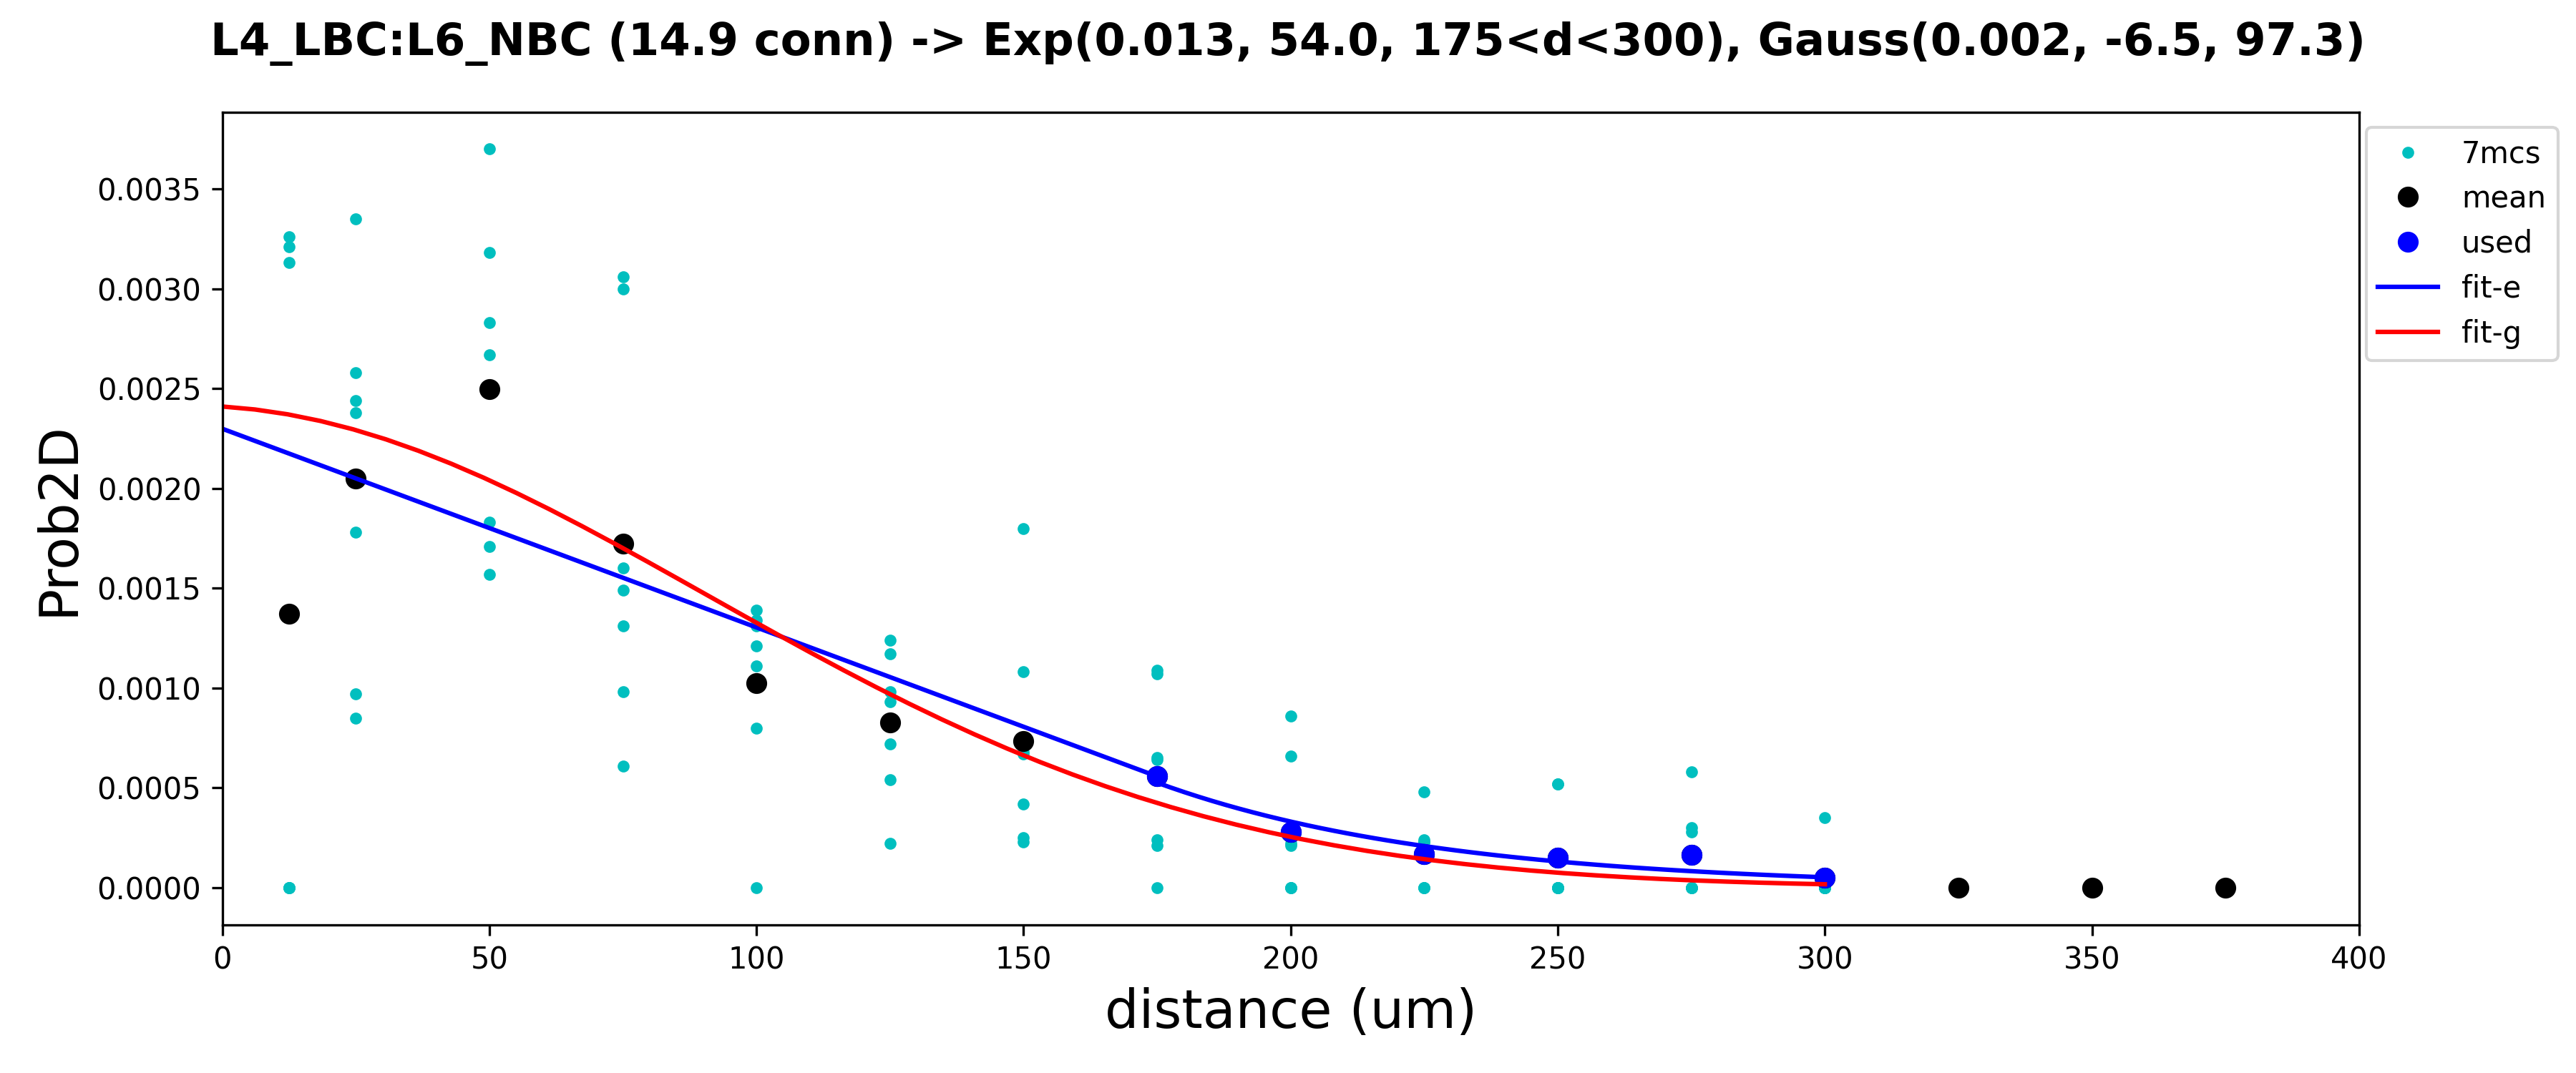 L4_LBC:L6_NBC (14.9 conn) -> Exp(0.013, 54.0, 175<d<300), Gauss(0.002, -6.5, 97.3)
7mcs
mean
used
fit-e
fit-g
Prob2D
0.0035
0.0030
0.0025
0.0020
0.0015
0.0010
0.0005
0.0000
0 50 100 150 200 250 300 350 400
distance (um)